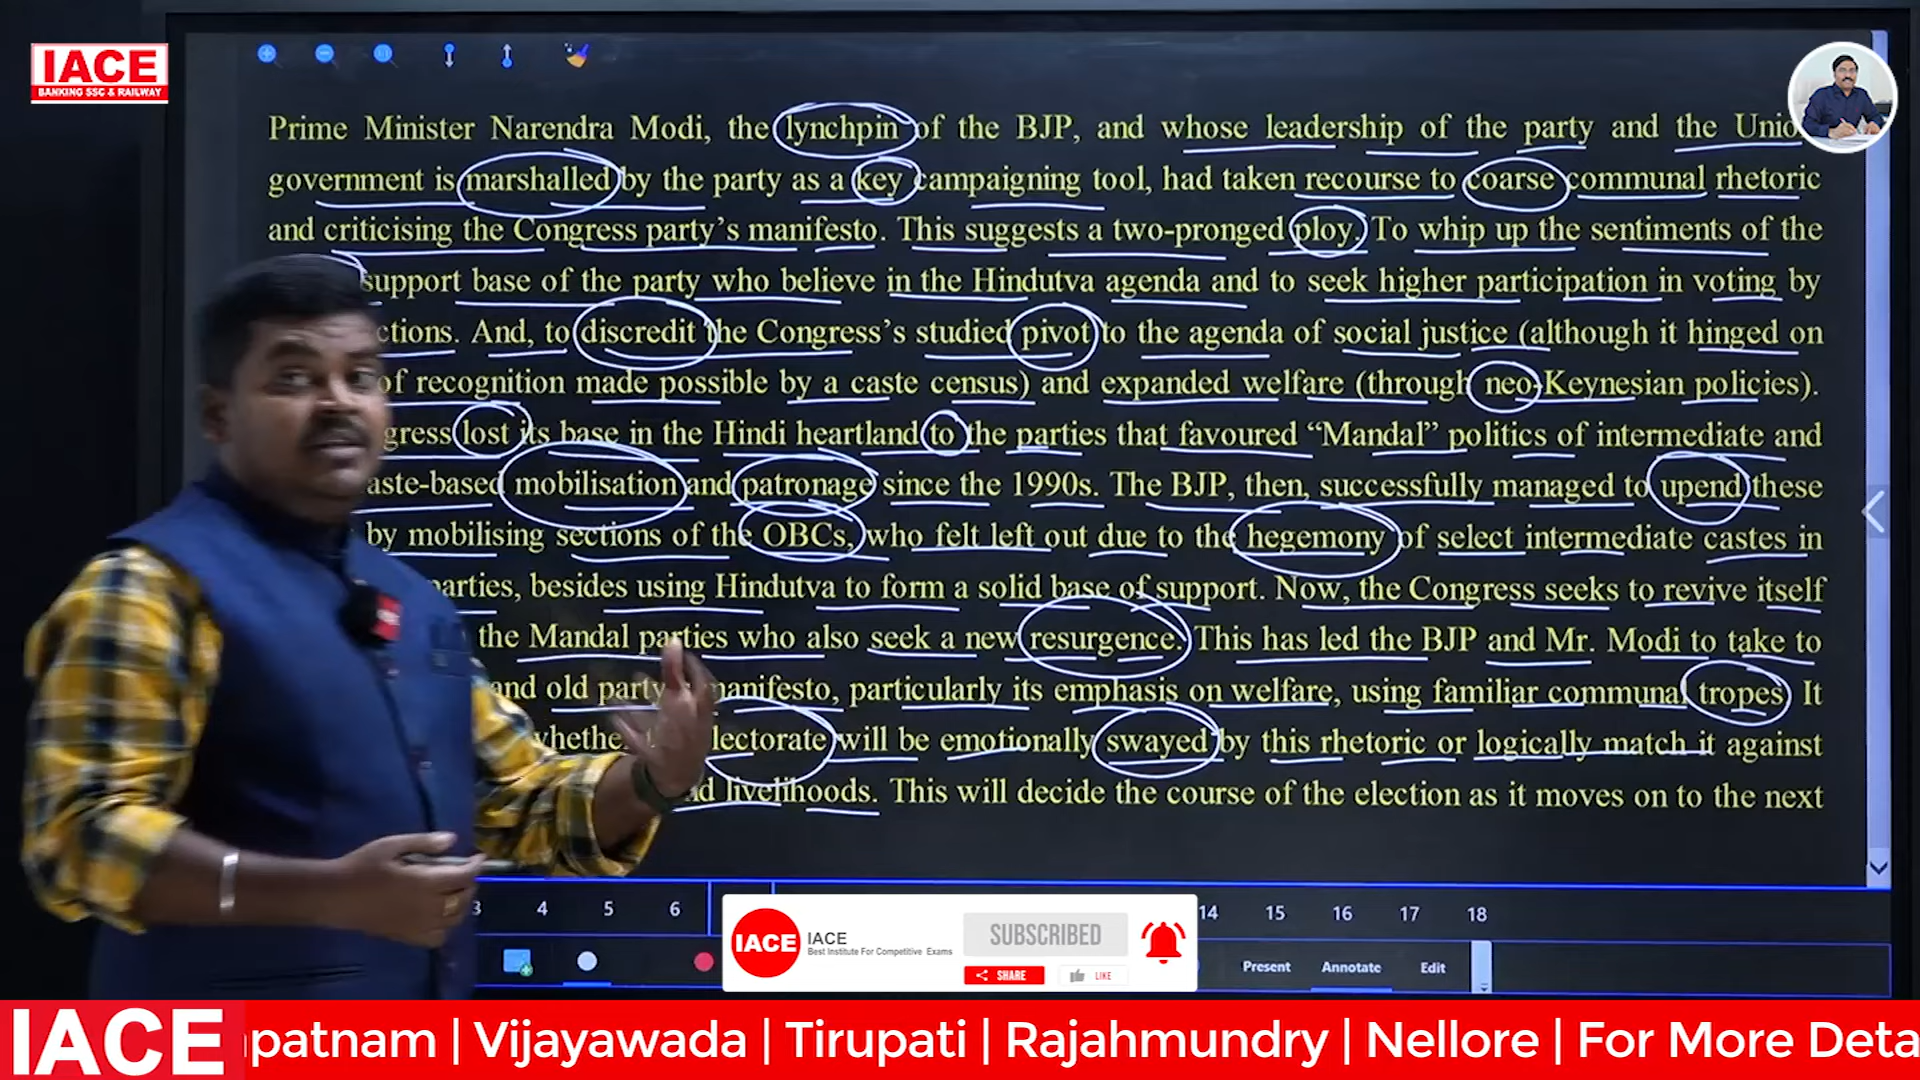 IACE
BANKING SSC & RAILWAY
Prime Minister Narendra Modi, the lynchpin of the BJP, and whose leadership of the party and the Unio
government is marshalled by the party as a key campaigning tool, had taken recourse to coarse communal rhetoric
and criticising the Congress party's manifesto. This suggests a two-pronged ploy. To whip up the sentiments of the
support base of the party who believe in the Hindutva agenda and to seek higher participation in voting by
ctions. And, to discredit the Congress's studied pivot to the agenda of social justice (although it hinged on
of recognition made possible by a caste census) and expanded welfare (through neo-Keynesian policies).
gress lost its base in the Hindi heartland to the parties that favoured "Mandal" politics of intermediate and
aste-based mobilisation and patronage since the 1990s. The BJP, then, successfully managed to upend these
by mobilising sections of the OBCs, who felt left out due to the hegemony of select intermediate castes in
arties, besides using Hindutva to form a solid base of support. Now, the Congress seeks to revive itself
the Mandal parties who also seek a new resurgence. This has led the BJP and Mr. Modi to take to
and old party manifesto, particularly its emphasis on welfare, using familiar communal tropes. It
whether lectorate will be emotionally swayed by this rhetoric or logically match it against
nd livelihoods. This will decide the course of the election as it moves on to the next
3 4 5 6 14 15 16 17 18
IACE
IACE
Best Institute For Competitive Exams
SUBSCRIBED
SHARE
LIKE
Present Annotate Edit
IACE patnam | Vijayawada | Tirupati | Rajahmundry | Nellore | For More Deta